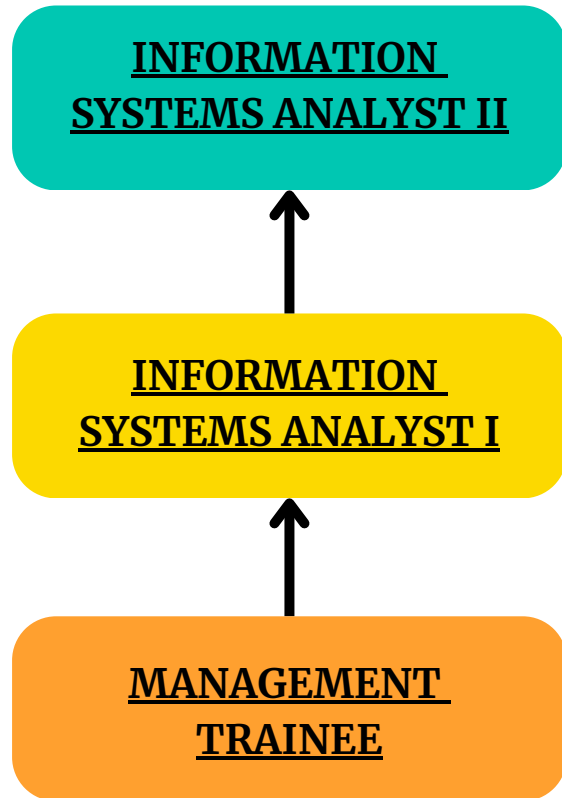 INFORMATION
SYSTEMS ANALYST II
INFORMATION
SYSTEMS ANALYST I
MANAGEMENT
TRAINEE